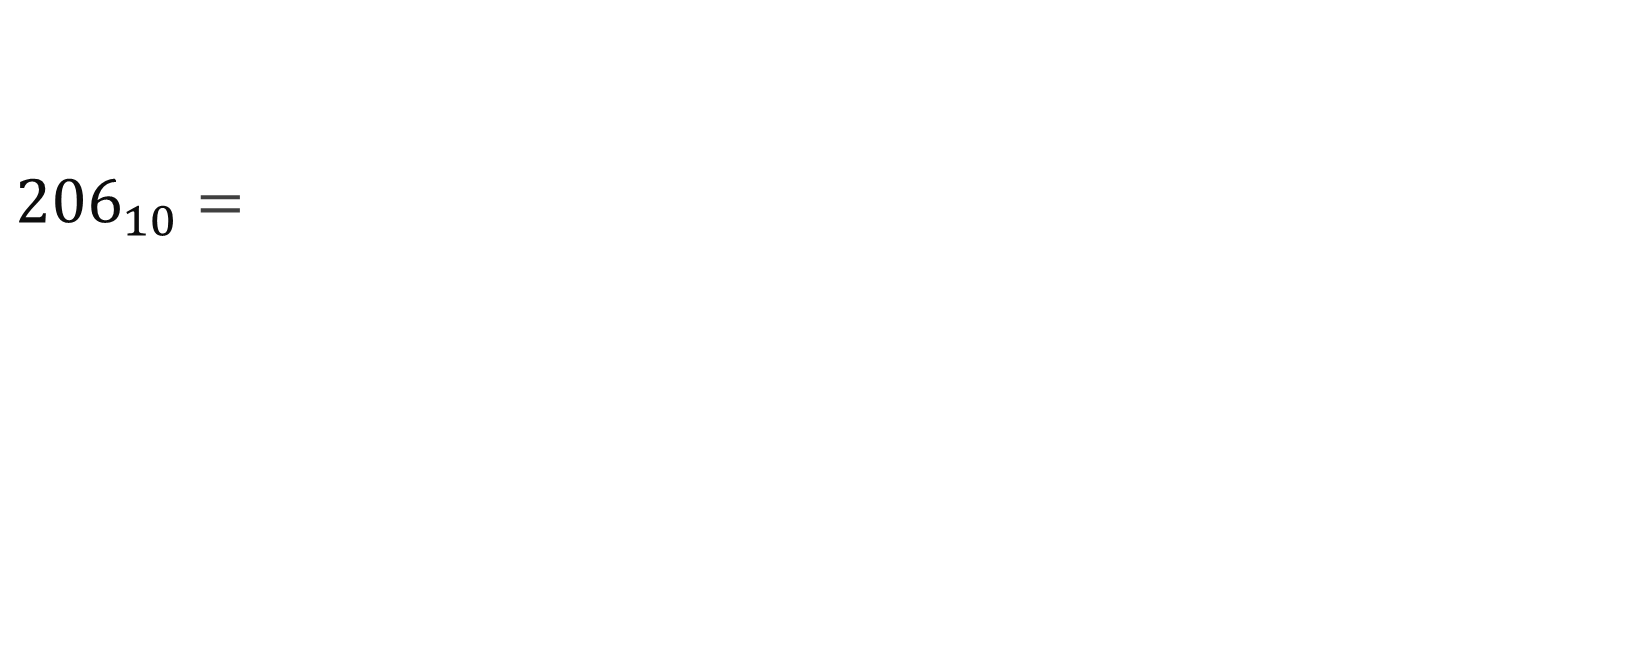 206₁₀ =